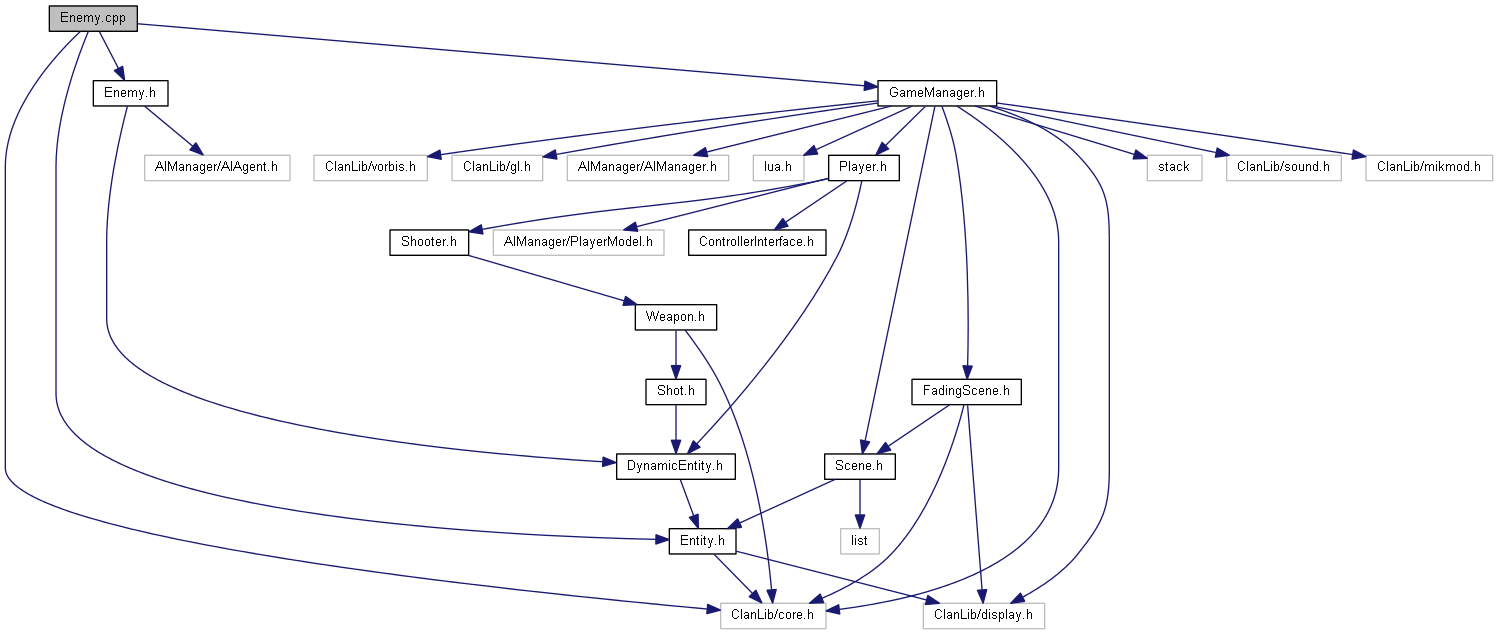 Enemy.cpp
Enemy.h
GameManager.h
AIManager/AIAgent.h
ClanLib/vorbis.h
ClanLib/gl.h
AIManager/AIManager.h
lua.h
Player.h
stack
ClanLib/sound.h
ClanLib/mikmod.h
Shooter.h
AIManager/PlayerModel.h
ControllerInterface.h
Weapon.h
Shot.h
FadingScene.h
DynamicEntity.h
Scene.h
Entity.h
list
ClanLib/core.h
ClanLib/display.h